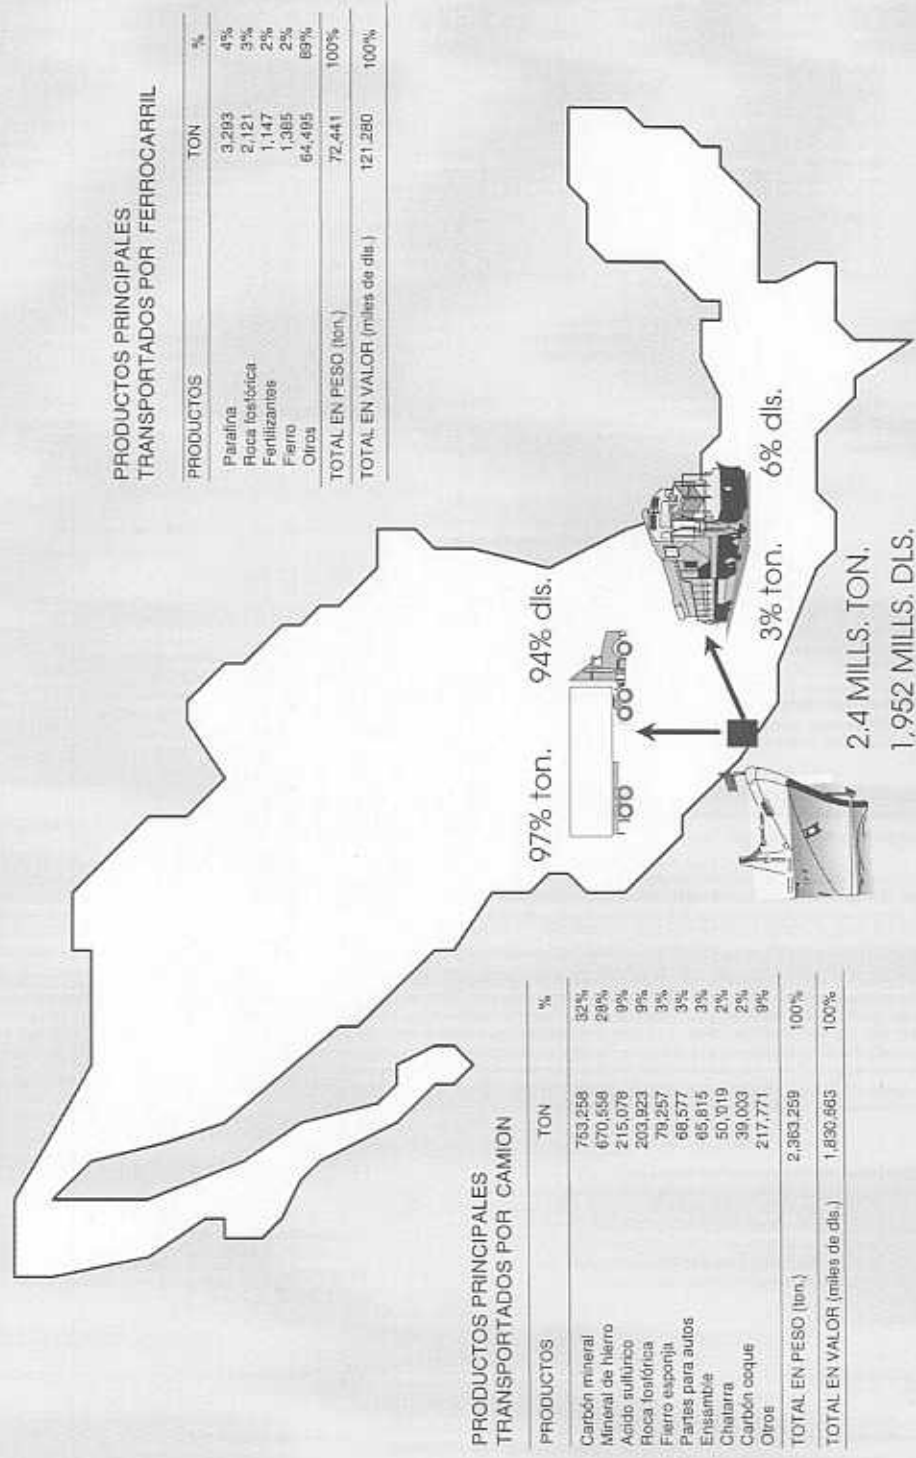 PRODUCTOS PRINCIPALES
TRANSPORTADOS POR FERROCARRIL
PRODUCTOS TON %
Parafina 3,293 4%
Roca fosfórica 2,121 3%
Fertilizantes 1,147 2%
Fierro 1,385 2%
Otros 64,495 89%
TOTAL EN PESO (ton.) 72,441 100%
TOTAL EN VALOR (miles de dls.) 121,280 100%
97% ton. 94% dls.
3% ton. 6% dls.
2.4 MILLS. TON.
1,952 MILLS. DLS.
PRODUCTOS PRINCIPALES
TRANSPORTADOS POR CAMION
PRODUCTOS TON %
Carbón mineral 753,258 32%
Mineral de hierro 670,558 28%
Acido sulfúrico 215,078 9%
Roca fosfórica 203,923 9%
Fierro esponja 79,257 3%
Partes para autos 68,577 3%
Ensamble 65,815 3%
Chatarra 50,019 2%
Carbón coque 39,003 2%
Otros 217,771 9%
TOTAL EN PESO (ton.) 2,363,259 100%
TOTAL EN VALOR (miles de dls.) 1,830,663 100%